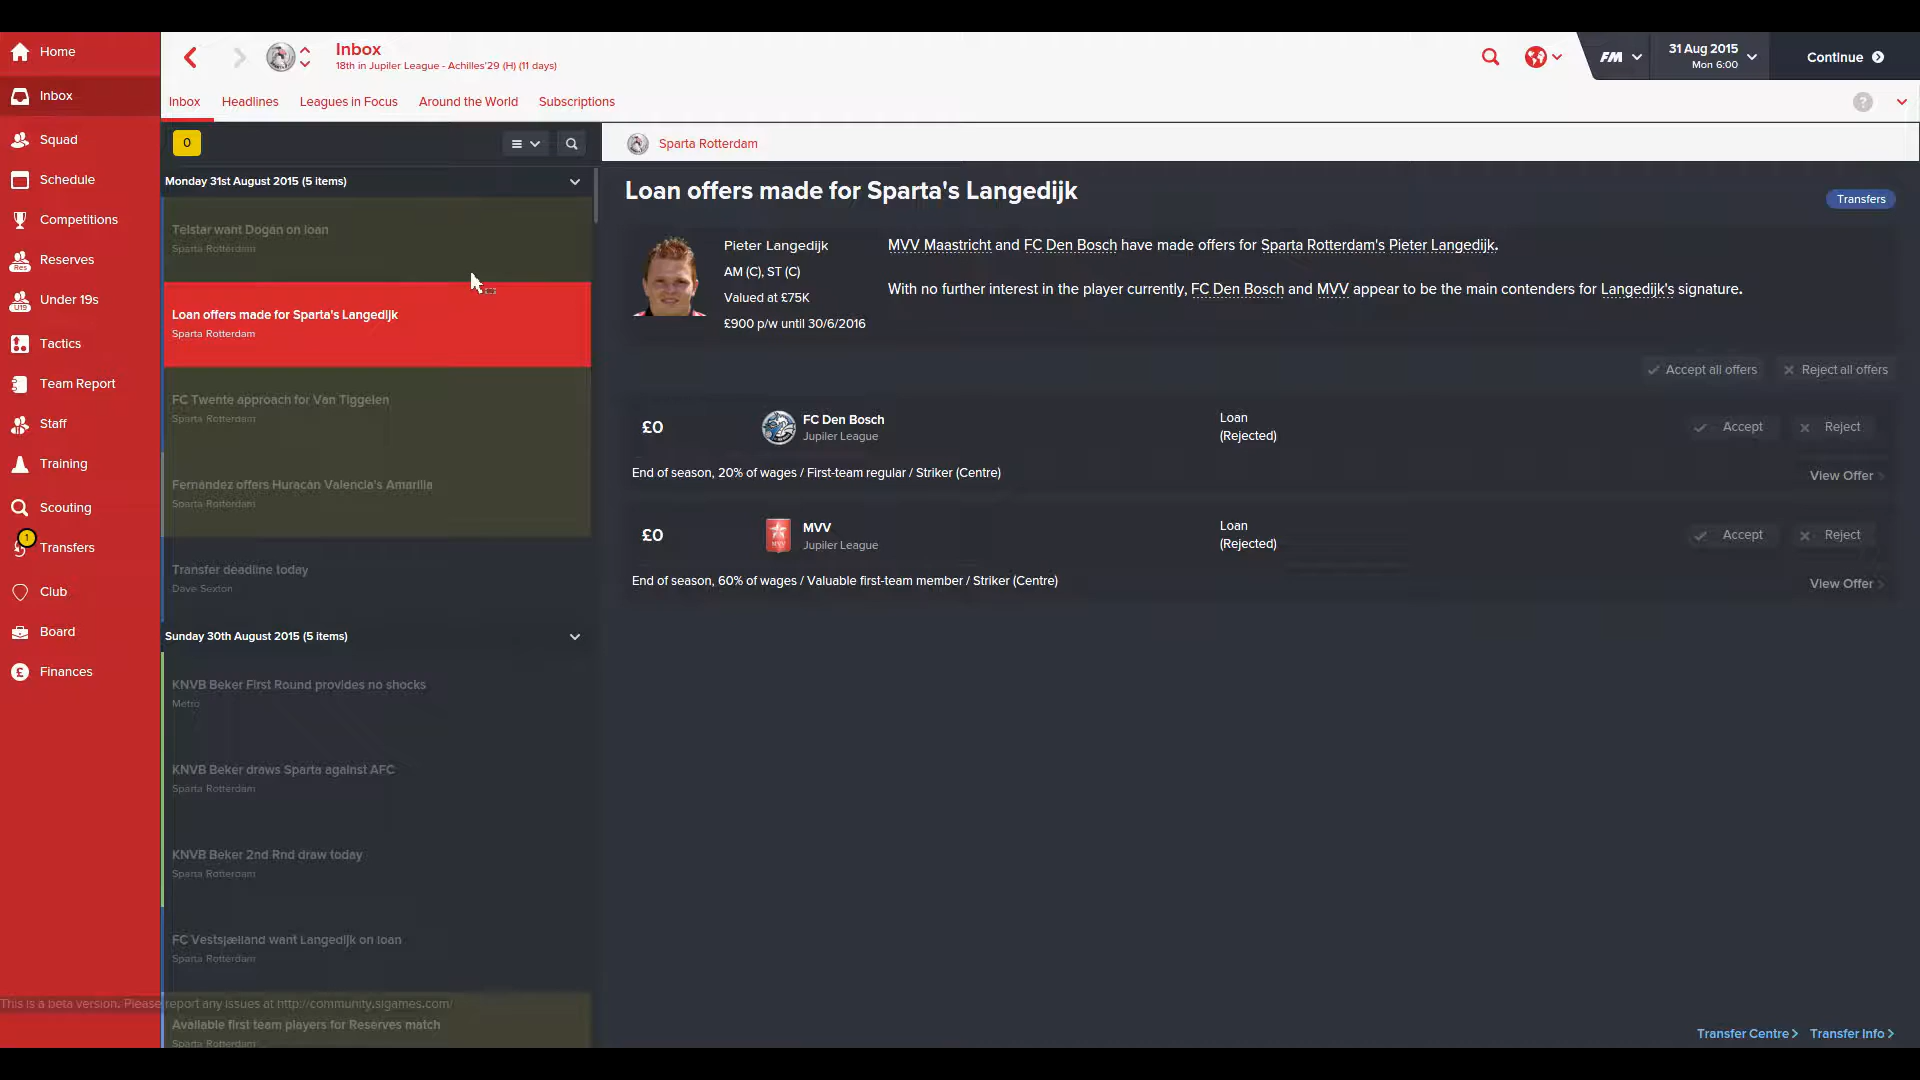 Home
Inbox
Squad
Schedule
Competitions
Reserves
Res
Under 19s
U19
Tactics
Team Report
Staff
Training
Scouting
1
Transfers
Club
Board
Finances
Inbox
18th in Jupiler League - Achilles'29 (H) (11 days)
FM
31 Aug 2015
Mon 6:00
Continue
Inbox
Headlines
Leagues in Focus
Around the World
Subscriptions
?
0
Monday 31st August 2015 (5 items)
Telstar want Dogan on loan
Sparta Rotterdam
Loan offers made for Sparta's Langedijk
Sparta Rotterdam
FC Twente approach for Van Tiggelen
Sparta Rotterdam
Fernández offers Huracán Valencia's Amarilla
Sparta Rotterdam
Transfer deadline today
Dave Sexton
Sunday 30th August 2015 (5 items)
KNVB Beker First Round provides no shocks
Metro
KNVB Beker draws Sparta against AFC
Sparta Rotterdam
KNVB Beker 2nd Rnd draw today
Sparta Rotterdam
FC Vestsjælland want Langedijk on loan
Sparta Rotterdam
This is a beta version. Please report any issues at http://community.sigames.com/
Available first team players for Reserves match
Sparta Rotterdam
Sparta Rotterdam
Loan offers made for Sparta's Langedijk
Transfers
Pieter Langedijk
AM (C), ST (C)
Valued at £75K
£900 p/w until 30/6/2016
MVV Maastricht and FC Den Bosch have made offers for Sparta Rotterdam's Pieter Langedijk.
With no further interest in the player currently, FC Den Bosch and MVV appear to be the main contenders for Langedijk's signature.
Accept all offers
Reject all offers
£0
FC Den Bosch
Jupiler League
Loan
(Rejected)
Accept
Reject
End of season, 20% of wages / First-team regular / Striker (Centre)
View Offer
£0
MVV
MVV
Jupiler League
Loan
(Rejected)
Accept
Reject
End of season, 60% of wages / Valuable first-team member / Striker (Centre)
View Offer
Transfer Centre
Transfer Info